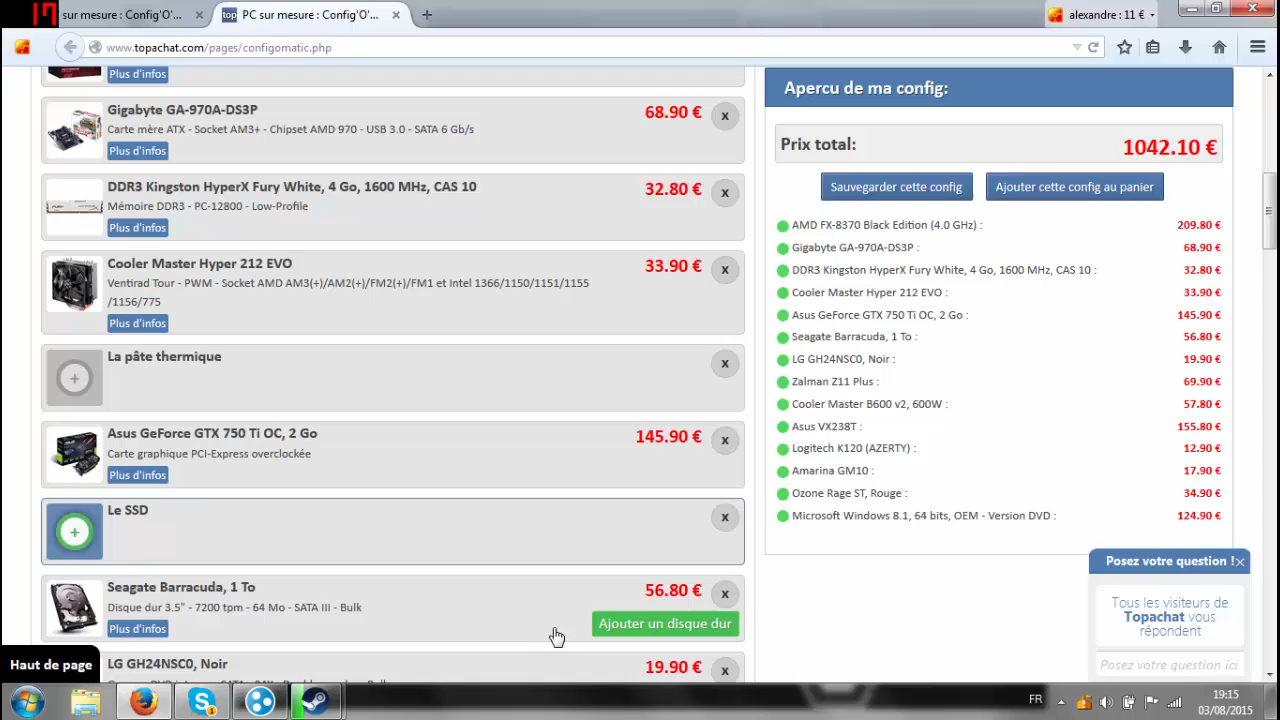 sur mesure : Config'O'...
top
PC sur mesure : Config'O'...
alexandre : 11 €
www.topachat.com/pages/configomatic.php
Plus d'infos
Gigabyte GA-970A-DS3P
68.90 €
x
Carte mère ATX - Socket AM3+ - Chipset AMD 970 - USB 3.0 - SATA 6 Gb/s
Plus d'infos
DDR3 Kingston HyperX Fury White, 4 Go, 1600 MHz, CAS 10
32.80 €
x
Mémoire DDR3 - PC-12800 - Low-Profile
Plus d'infos
Cooler Master Hyper 212 EVO
33.90 €
x
Ventirad Tour - PWM - Socket AMD AM3(+)/AM2(+)/FM2(+)/FM1 et Intel 1366/1150/1151/1155
/1156/775
Plus d'infos
La pâte thermique
x
Asus GeForce GTX 750 Ti OC, 2 Go
145.90 €
x
Carte graphique PCI-Express overclockée
Plus d'infos
Le SSD
x
Seagate Barracuda, 1 To
56.80 €
x
Disque dur 3.5" - 7200 tpm - 64 Mo - SATA III - Bulk
Plus d'infos
Ajouter un disque dur
LG GH24NSC0, Noir
19.90 €
x
Haut de page
Apercu de ma config:
Prix total:
1042.10 €
Sauvegarder cette config
Ajouter cette config au panier
AMD FX-8370 Black Edition (4.0 GHz) : 209.80 €
Gigabyte GA-970A-DS3P : 68.90 €
DDR3 Kingston HyperX Fury White, 4 Go, 1600 MHz, CAS 10 : 32.80 €
Cooler Master Hyper 212 EVO : 33.90 €
Asus GeForce GTX 750 Ti OC, 2 Go : 145.90 €
Seagate Barracuda, 1 To : 56.80 €
LG GH24NSC0, Noir : 19.90 €
Zalman Z11 Plus : 69.90 €
Cooler Master B600 v2, 600W : 57.80 €
Asus VX238T : 155.80 €
Logitech K120 (AZERTY) : 12.90 €
Amarina GM10 : 17.90 €
Ozone Rage ST, Rouge : 34.90 €
Microsoft Windows 8.1, 64 bits, OEM - Version DVD : 124.90 €
Posez votre question !
Tous les visiteurs de
Topachat vous
répondent
Posez votre question ici
FR
19:15
03/08/2015